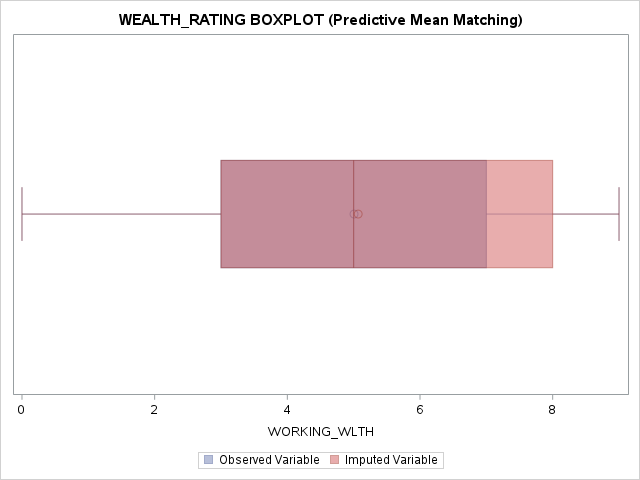 WEALTH_RATING BOXPLOT (Predictive Mean Matching)
0 2 4 6 8
WORKING_WLTH
Observed Variable Imputed Variable